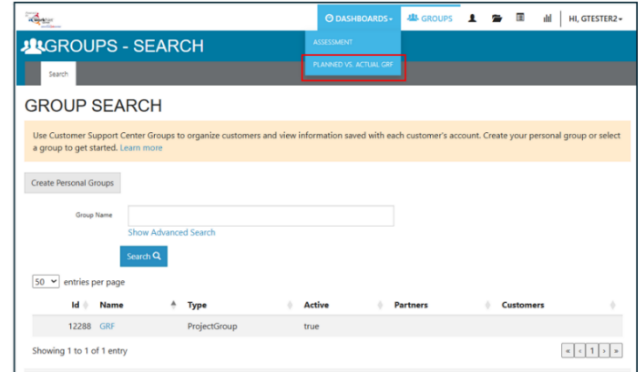 DASHBOARDS GROUPS HI, GTESTER2
GROUPS - SEARCH
ASSESSMENT
PLANNED VS. ACTUAL GRF
Search
GROUP SEARCH
Use Customer Support Center Groups to organize customers and view information saved with each customer's account. Create your personal group or select
a group to get started. Learn more
Create Personal Groups
Group Name
Show Advanced Search
Search
50 entries per page
Id Name Type Active Partners Customers
12288 GRF ProjectGroup true
Showing 1 to 1 of 1 entry
« ‹ 1 › »